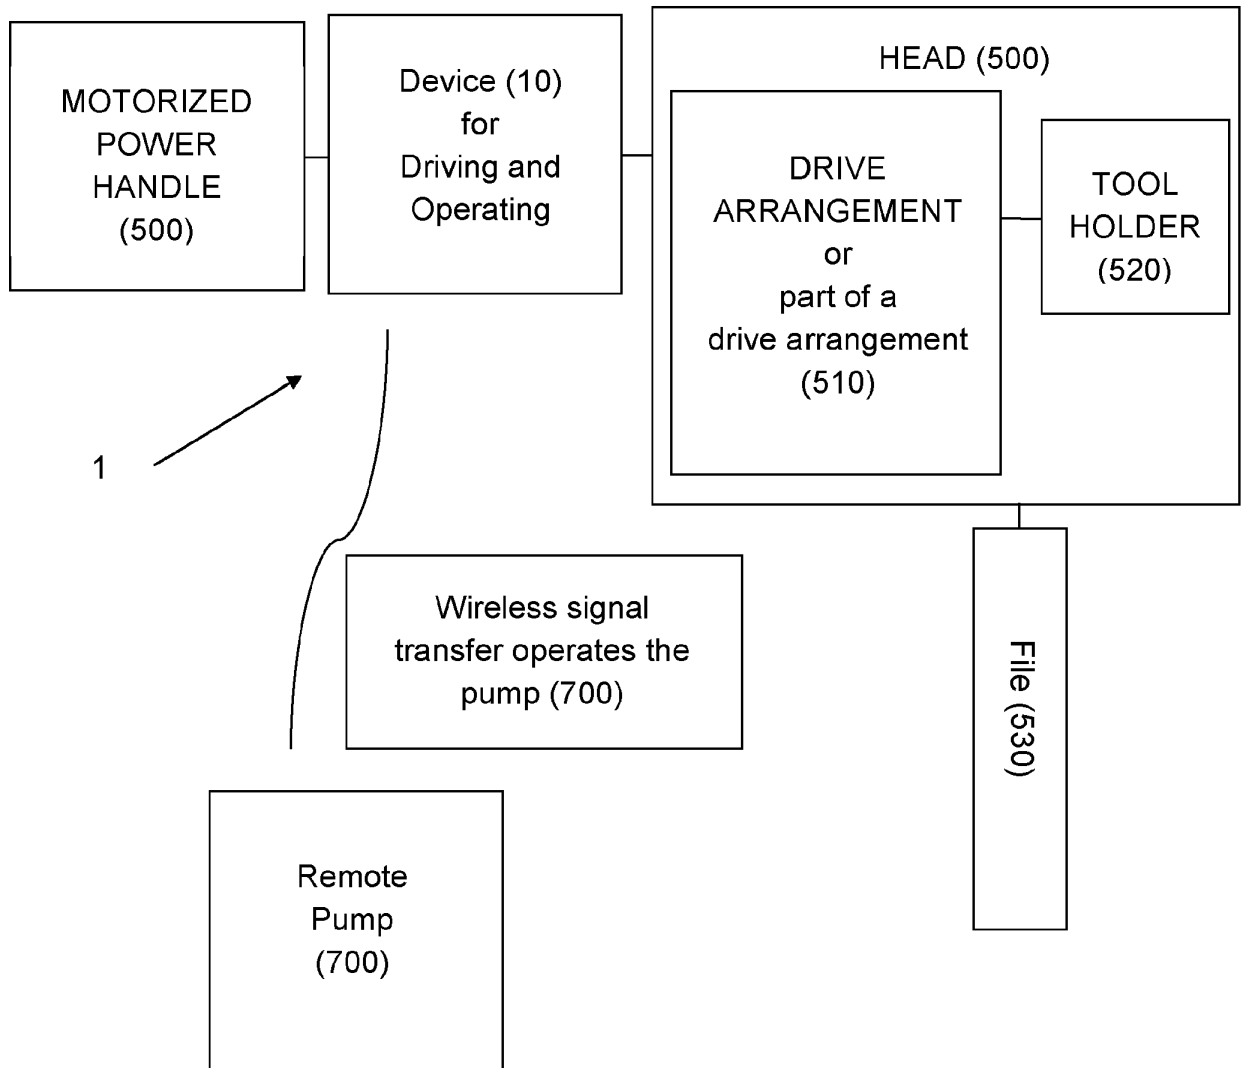 MOTORIZED
POWER
HANDLE
(500)
Device (10)
for
Driving and
Operating
HEAD (500)
DRIVE
ARRANGEMENT
or
part of a
drive arrangement
(510)
TOOL
HOLDER
(520)
1
Wireless signal
transfer operates the
pump (700)
File (530)
Remote
Pump
(700)